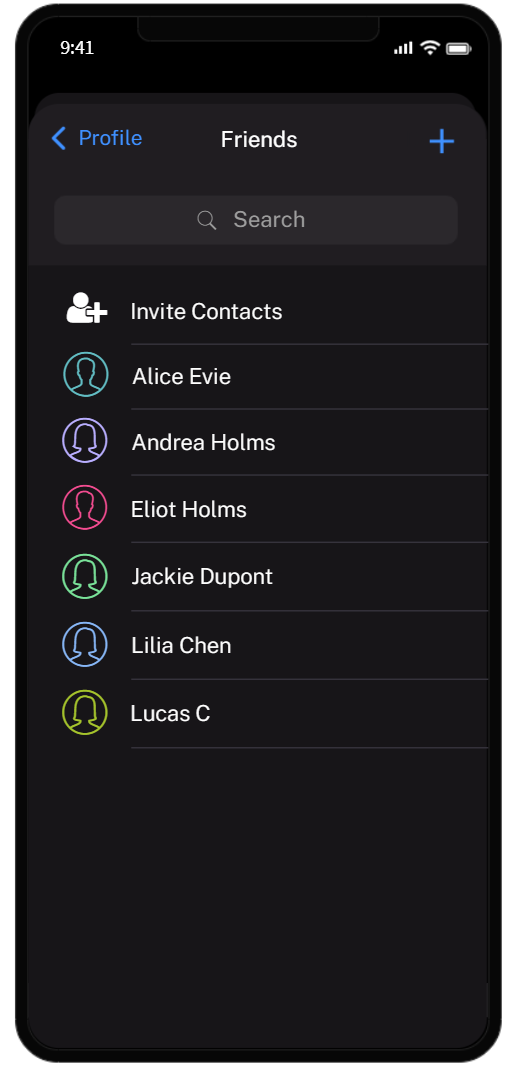 9:41
Profile
Friends
Search
Invite Contacts
Alice Evie
Andrea Holms
Eliot Holms
Jackie Dupont
Lilia Chen
Lucas C